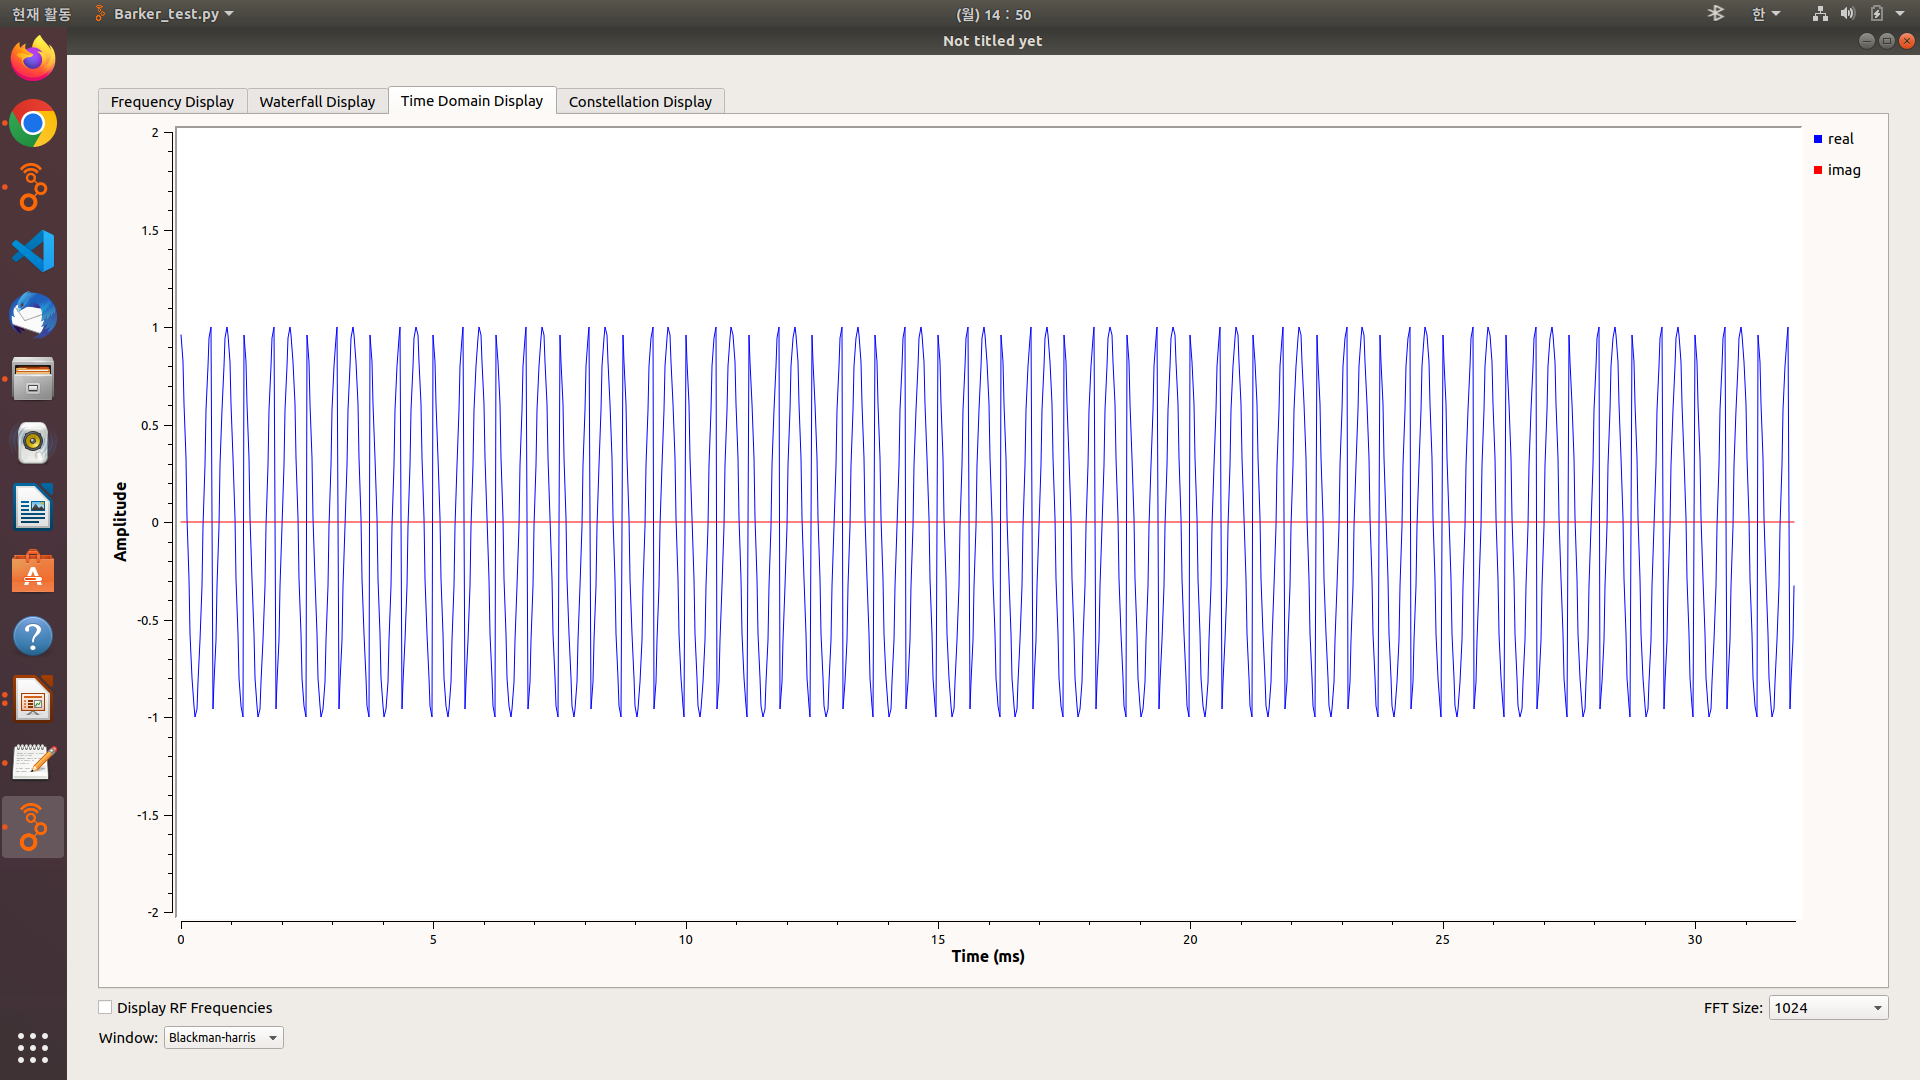 현재 활동 Barker_test.py (월) 14 : 50 한
Not titled yet
Frequency Display Waterfall Display Time Domain Display Constellation Display
2
1.5
1
0.5
0
-0.5
-1
-1.5
-2
Amplitude
real
imag
0 5 10 15 20 25 30
Time (ms)
Display RF Frequencies
FFT Size: 1024
Window: Blackman-harris